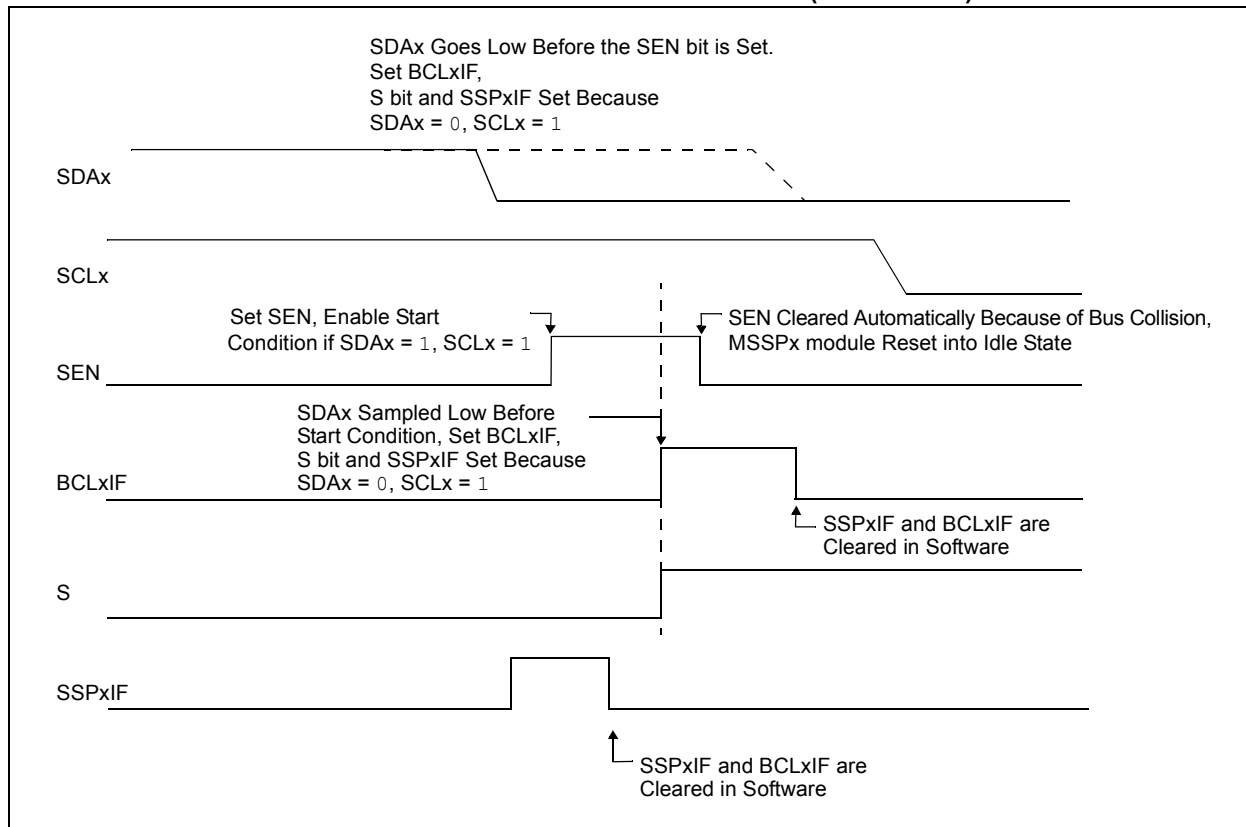 SDAx Goes Low Before the SEN bit is Set.
Set BCLxIF,
S bit and SSPxIF Set Because
SDAx = 0, SCLx = 1
SDAx
SCLx
Set SEN, Enable Start
Condition if SDAx = 1, SCLx = 1
SEN Cleared Automatically Because of Bus Collision,
MSSPx module Reset into Idle State
SEN
SDAx Sampled Low Before
Start Condition, Set BCLxIF,
S bit and SSPxIF Set Because
SDAx = 0, SCLx = 1
BCLxIF
SSPxIF and BCLxIF are
Cleared in Software
S
SSPxIF
SSPxIF and BCLxIF are
Cleared in Software